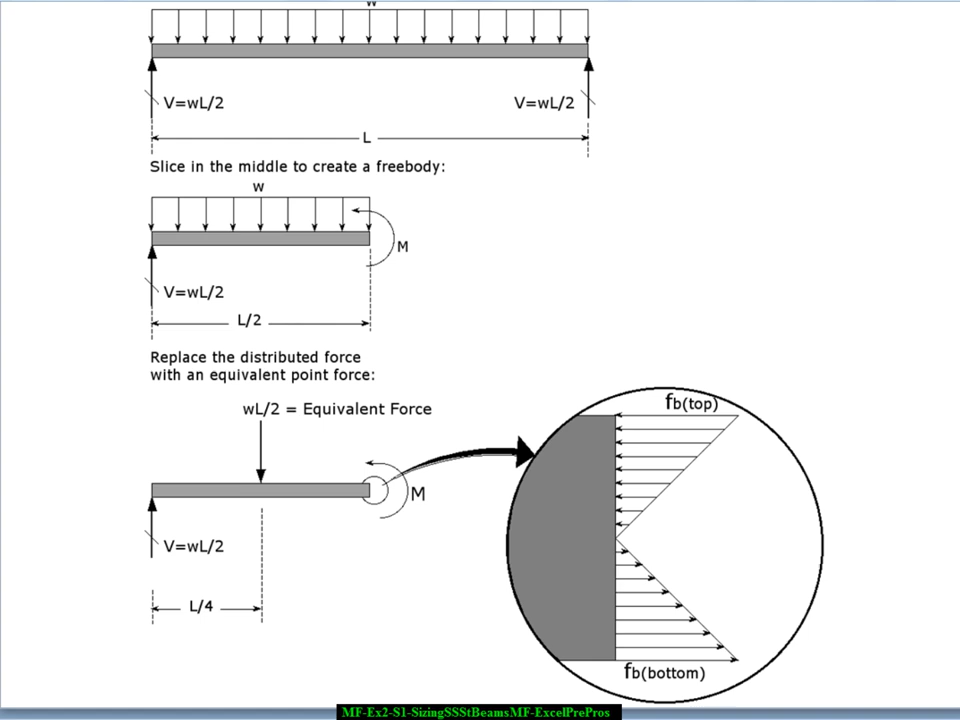 w
V=wL/2
V=wL/2
L
Slice in the middle to create a freebody:
w
M
V=wL/2
L/2
Replace the distributed force
with an equivalent point force:
wL/2 = Equivalent Force
fb(top)
M
V=wL/2
L/4
fb(bottom)
MF-Ex2-S1-SizingSSStBeamsMF-ExcelPrePros